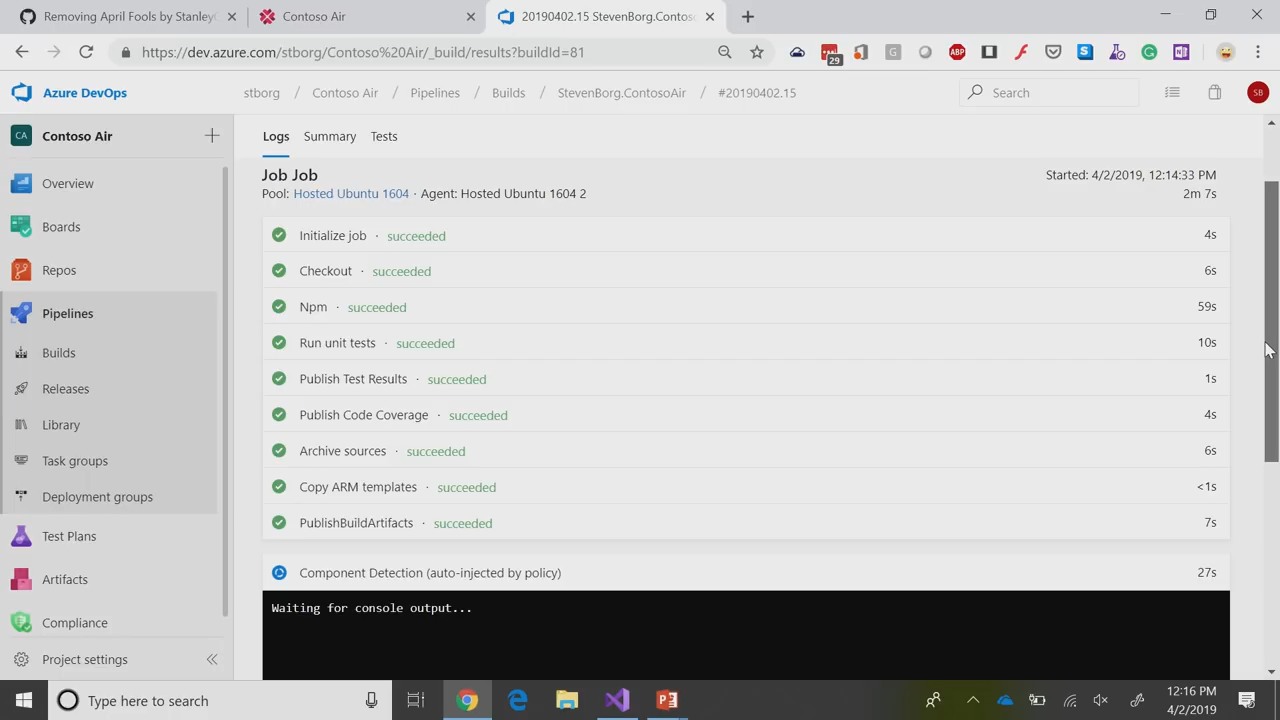 Removing April Fools by StanleyC
Contoso Air
20190402.15 StevenBorg.Contoso
https://dev.azure.com/stborg/Contoso%20Air/_build/results?buildId=81
29
G
ABP
S
N
Azure DevOps
stborg / Contoso Air / Pipelines / Builds / StevenBorg.ContosoAir / #20190402.15
Search
SB
CA Contoso Air
Overview
Boards
Repos
Pipelines
Builds
Releases
Library
Task groups
Deployment groups
Test Plans
Artifacts
Compliance
Project settings
Logs Summary Tests
Job Job
Started: 4/2/2019, 12:14:33 PM
Pool: Hosted Ubuntu 1604 · Agent: Hosted Ubuntu 1604 2
2m 7s
Initialize job · succeeded 4s
Checkout · succeeded 6s
Npm · succeeded 59s
Run unit tests · succeeded 10s
Publish Test Results · succeeded 1s
Publish Code Coverage · succeeded 4s
Archive sources · succeeded 6s
Copy ARM templates · succeeded <1s
PublishBuildArtifacts · succeeded 7s
Component Detection (auto-injected by policy) 27s
Waiting for console output...
Type here to search
12:16 PM
4/2/2019